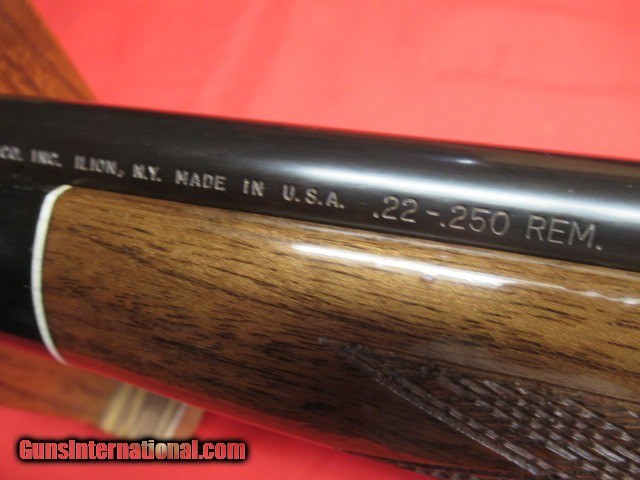 CO. INC. ILION, N.Y. MADE IN U.S.A. .22-.250 REM.
GunsInternational.com